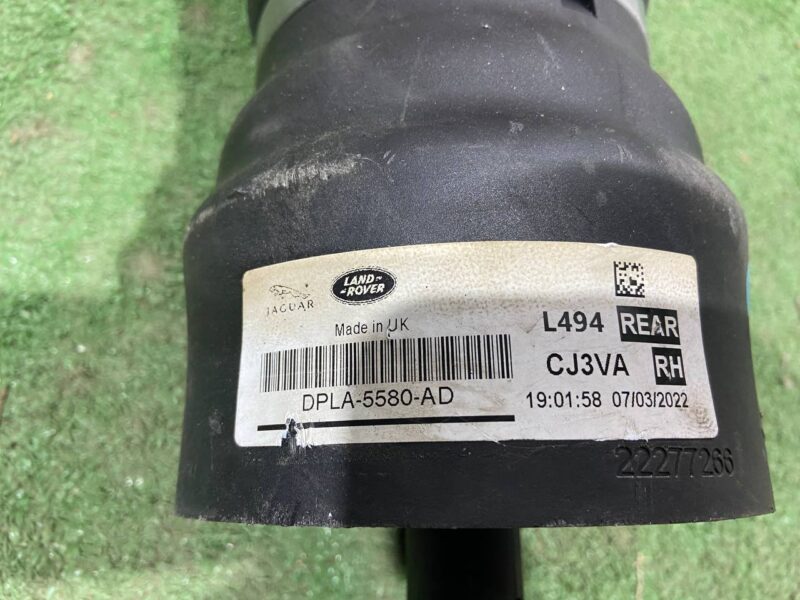 JAGUAR
LAND ROVER
Made in UK
DPLA-5580-AD
L494 REAR
CJ3VA RH
19:01:58 07/03/2022
22277266